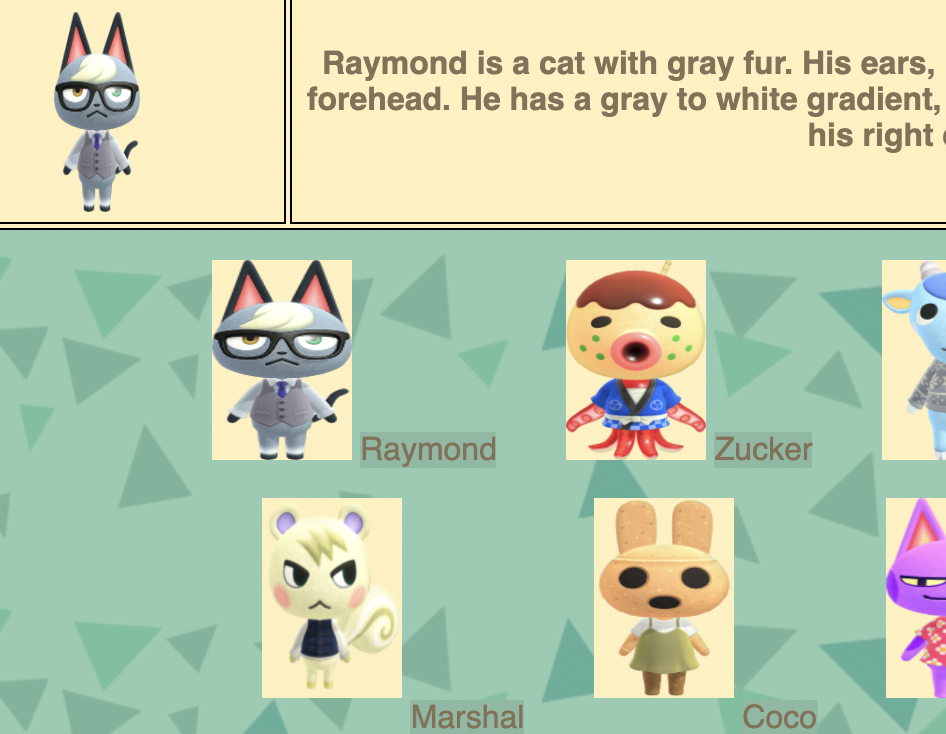 Raymond is a cat with gray fur. His ears,
forehead. He has a gray to white gradient,
his right
Raymond
Zucker
Marshal
Coco